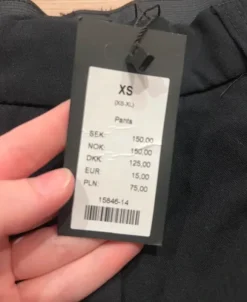 XS
(XS-XL)
Pants
SEK: 150,00
NOK: 150,00
DKK: 125,00
EUR: 15,00
PLN: 75,00
15846-14